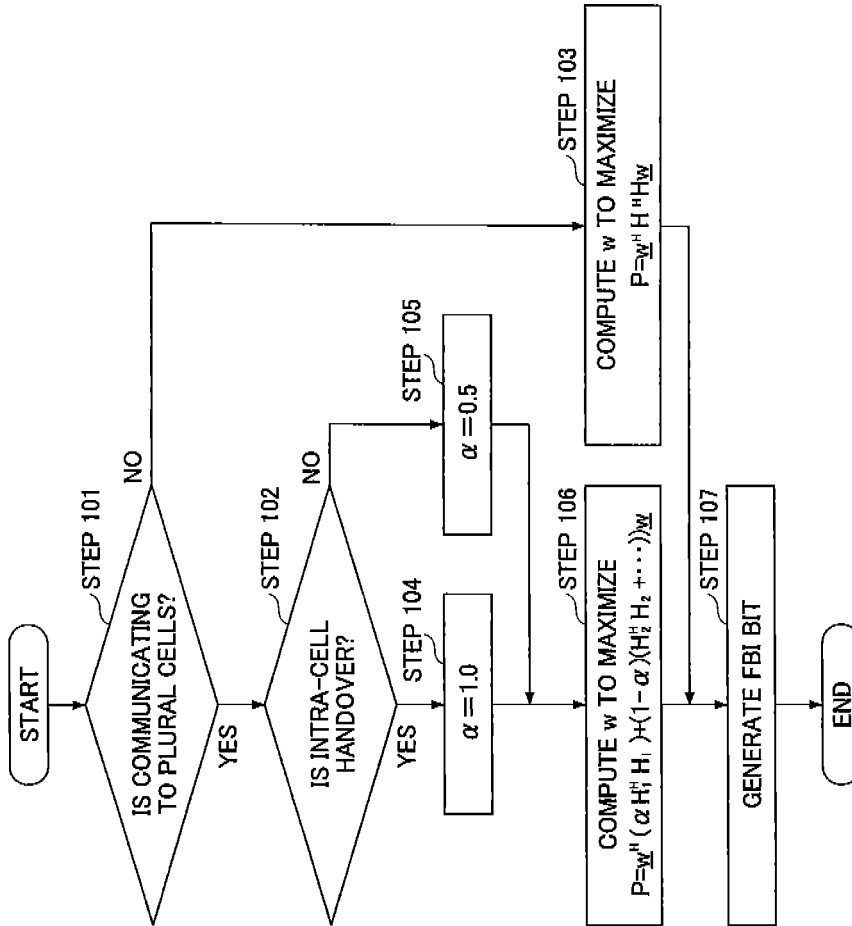 START
STEP 101
IS COMMUNICATING
TO PLURAL CELLS?
NO
YES
STEP 102
IS INTRA-CELL
HANDOVER?
NO
YES
STEP 104
α=1.0
STEP 105
α=0.5
STEP 103
COMPUTE w TO MAXIMIZE
P=w^H H^H Hw
STEP 106
COMPUTE w TO MAXIMIZE
P=w^H (αH₁^H H₁)+(1-α)(H₂^H H₂+···))w
STEP 107
GENERATE FBI BIT
END